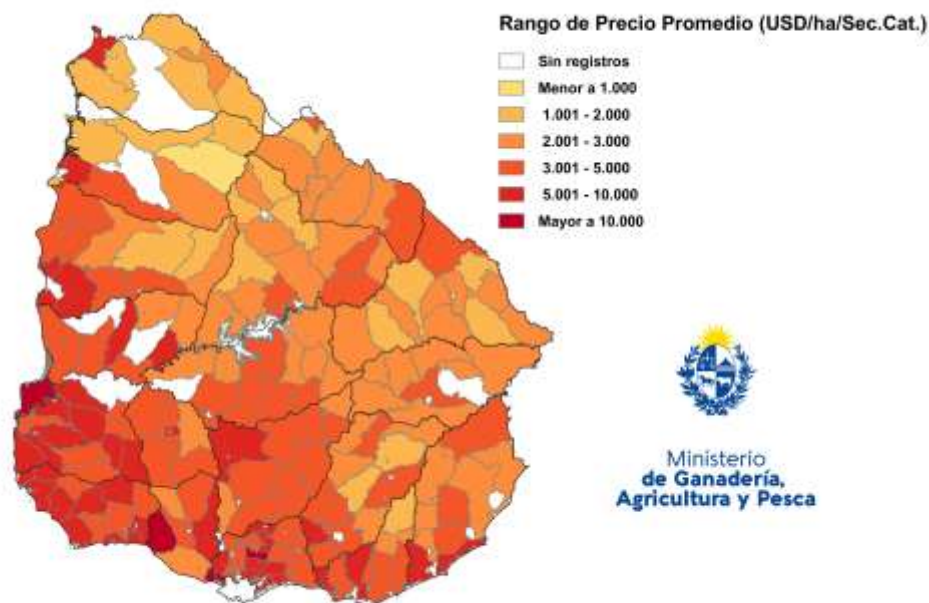 Rango de Precio Promedio (USD/ha/Sec.Cat.)
Sin registros
Menor a 1.000
1.001 - 2.000
2.001 - 3.000
3.001 - 5.000
5.001 - 10.000
Mayor a 10.000
Ministerio
de Ganadería,
Agricultura y Pesca